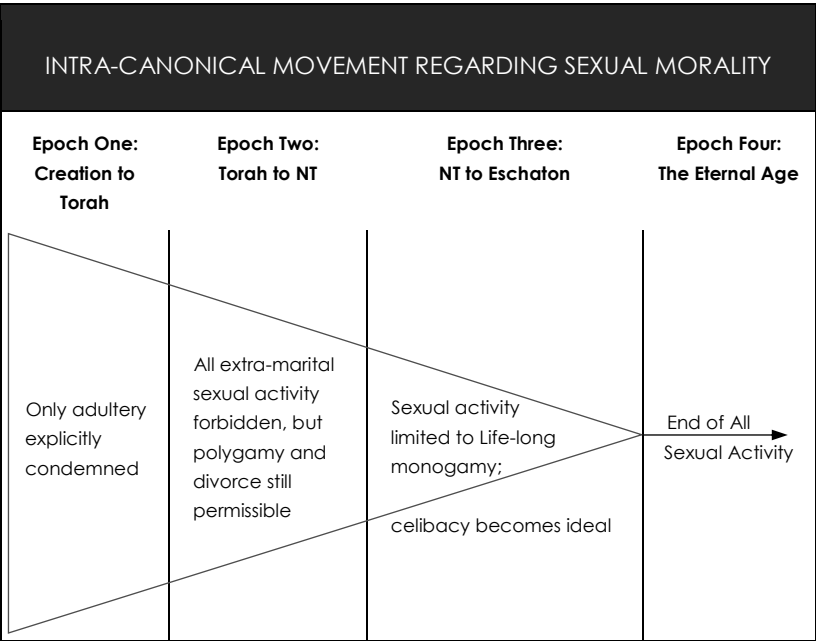 INTRA-CANONICAL MOVEMENT REGARDING SEXUAL MORALITY
Epoch One:
Creation to
Torah
Epoch Two:
Torah to NT
Epoch Three:
NT to Eschaton
Epoch Four:
The Eternal Age
Only adultery
explicitly
condemned
All extra-marital
sexual activity
forbidden, but
polygamy and
divorce still
permissible
Sexual activity
limited to Life-long
monogamy;
celibacy becomes ideal
End of All
Sexual Activity